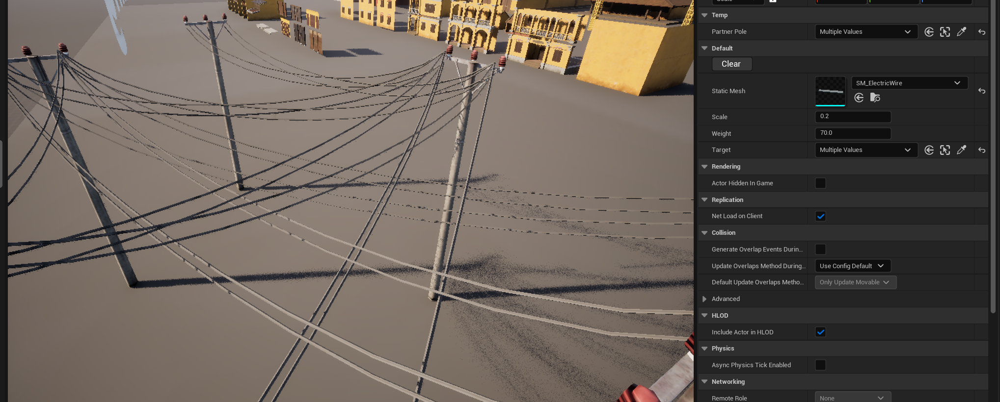 Scale
Temp
Partner Pole
Multiple Values
Default
Clear
Static Mesh
SM_ElectricWire
Scale
0.2
Weight
70.0
Target
Multiple Values
Rendering
Actor Hidden In Game
Replication
Net Load on Client
Collision
Generate Overlap Events Durin...
Update Overlaps Method During...
Use Config Default
Default Update Overlaps Metho...
Only Update Movable
Advanced
HLOD
Include Actor in HLOD
Physics
Async Physics Tick Enabled
Networking
Remote Role
None